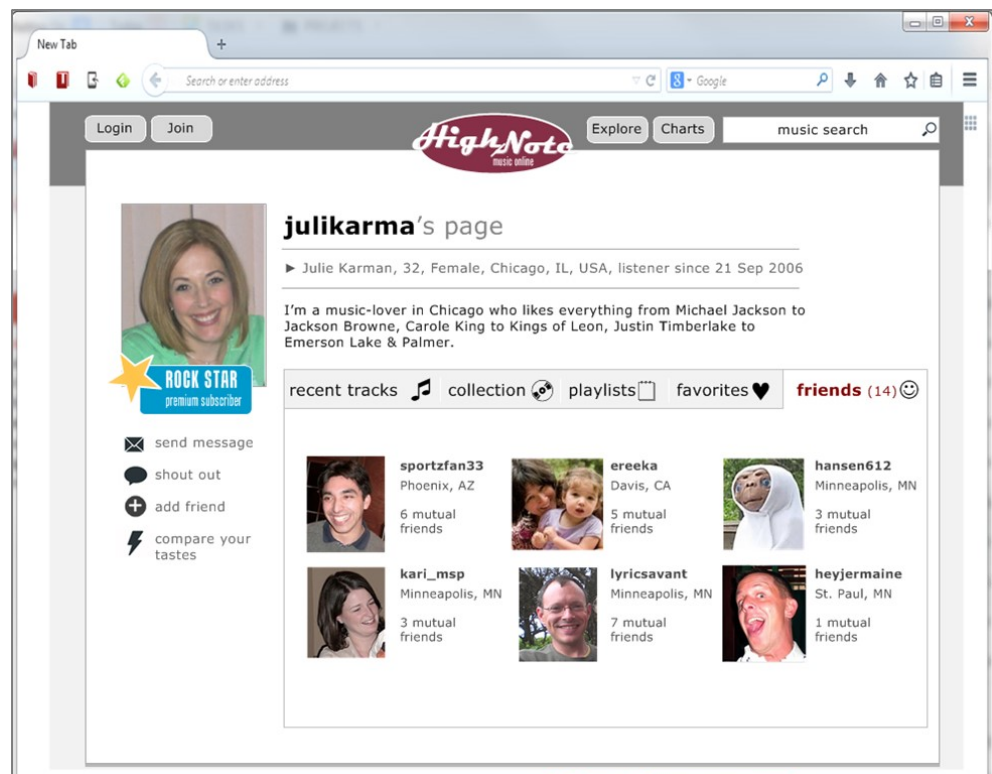 New Tab
+
Search or enter address
Google
Login
Join
HighNote
music online
Explore
Charts
music search
julikarma's page
► Julie Karman, 32, Female, Chicago, IL, USA, listener since 21 Sep 2006
I'm a music-lover in Chicago who likes everything from Michael Jackson to
Jackson Browne, Carole King to Kings of Leon, Justin Timberlake to
Emerson Lake & Palmer.
ROCK STAR
premium subscriber
send message
shout out
add friend
compare your
tastes
recent tracks
collection
playlists
favorites
friends (14)
sportzfan33
Phoenix, AZ
6 mutual
friends
ereeka
Davis, CA
5 mutual
friends
hansen612
Minneapolis, MN
3 mutual
friends
kari_msp
Minneapolis, MN
3 mutual
friends
lyricsavant
Minneapolis, MN
7 mutual
friends
heyjermaine
St. Paul, MN
1 mutual
friends